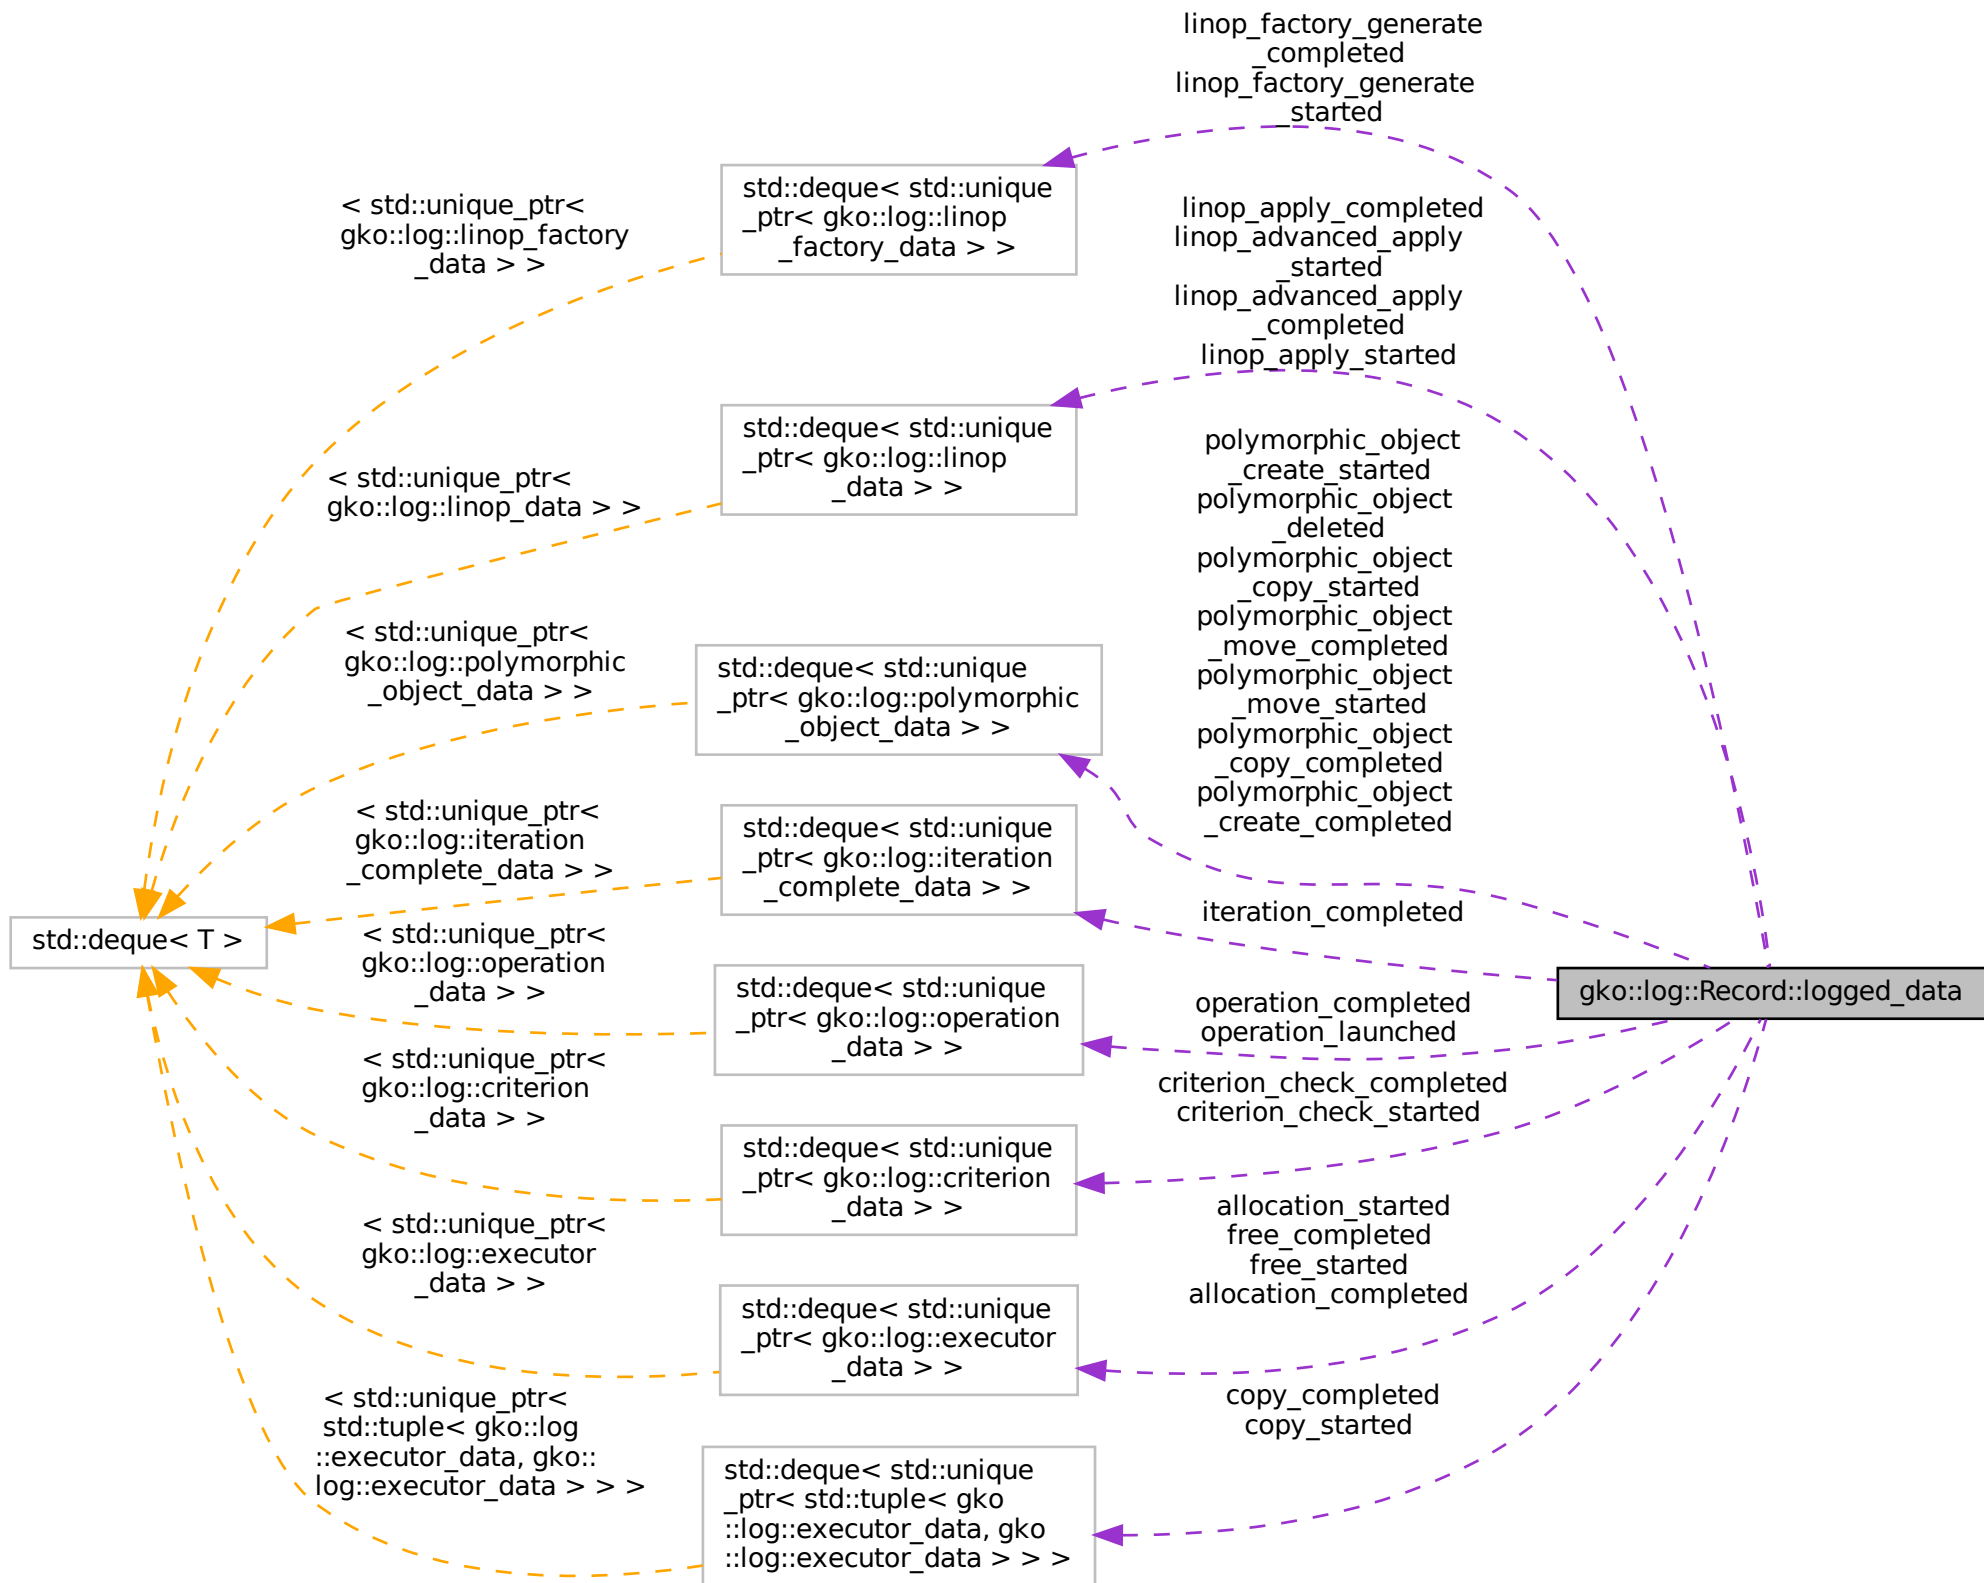 linop_factory_generate
_completed
linop_factory_generate
_started
< std::unique_ptr<
gko::log::linop_factory
_data > >
std::deque< std::unique
_ptr< gko::log::linop
_factory_data > >
linop_apply_completed
linop_advanced_apply
_started
linop_advanced_apply
_completed
linop_apply_started
< std::unique_ptr<
gko::log::linop_data > >
std::deque< std::unique
_ptr< gko::log::linop
_data > >
polymorphic_object
_create_started
polymorphic_object
_deleted
polymorphic_object
_copy_started
polymorphic_object
_move_completed
polymorphic_object
_move_started
polymorphic_object
_copy_completed
polymorphic_object
_create_completed
< std::unique_ptr<
gko::log::polymorphic
_object_data > >
std::deque< std::unique
_ptr< gko::log::polymorphic
_object_data > >
< std::unique_ptr<
gko::log::iteration
_complete_data > >
std::deque< std::unique
_ptr< gko::log::iteration
_complete_data > >
iteration_completed
std::deque< T >
< std::unique_ptr<
gko::log::operation
_data > >
std::deque< std::unique
_ptr< gko::log::operation
_data > >
operation_completed
operation_launched
gko::log::Record::logged_data
< std::unique_ptr<
gko::log::criterion
_data > >
std::deque< std::unique
_ptr< gko::log::criterion
_data > >
criterion_check_completed
criterion_check_started
< std::unique_ptr<
gko::log::executor
_data > >
std::deque< std::unique
_ptr< gko::log::executor
_data > >
allocation_started
free_completed
free_started
allocation_completed
< std::unique_ptr<
std::tuple< gko::log
::executor_data, gko::
log::executor_data > > >
std::deque< std::unique
_ptr< std::tuple< gko
::log::executor_data, gko
::log::executor_data > > >
copy_completed
copy_started